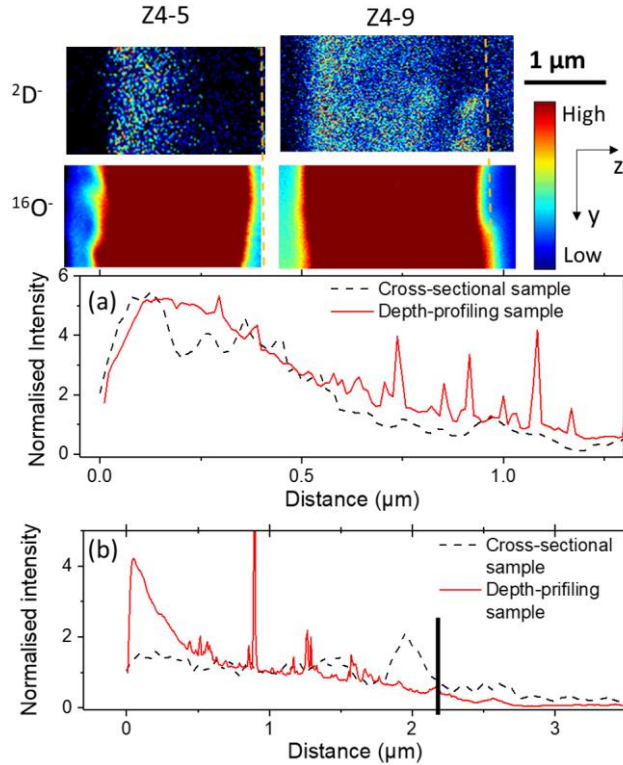 Z4-5 Z4-9
²D⁻
1 μm
High
z
y
Low
¹⁶O⁻
(a)
Cross-sectional sample
Depth-profiling sample
Normalised Intensity
6
4
2
0
0.0 0.5 1.0
Distance (μm)
(b)
Cross-sectional
sample
Depth-prifiling
sample
Normalised intensity
4
2
0
0 1 2 3
Distance (μm)